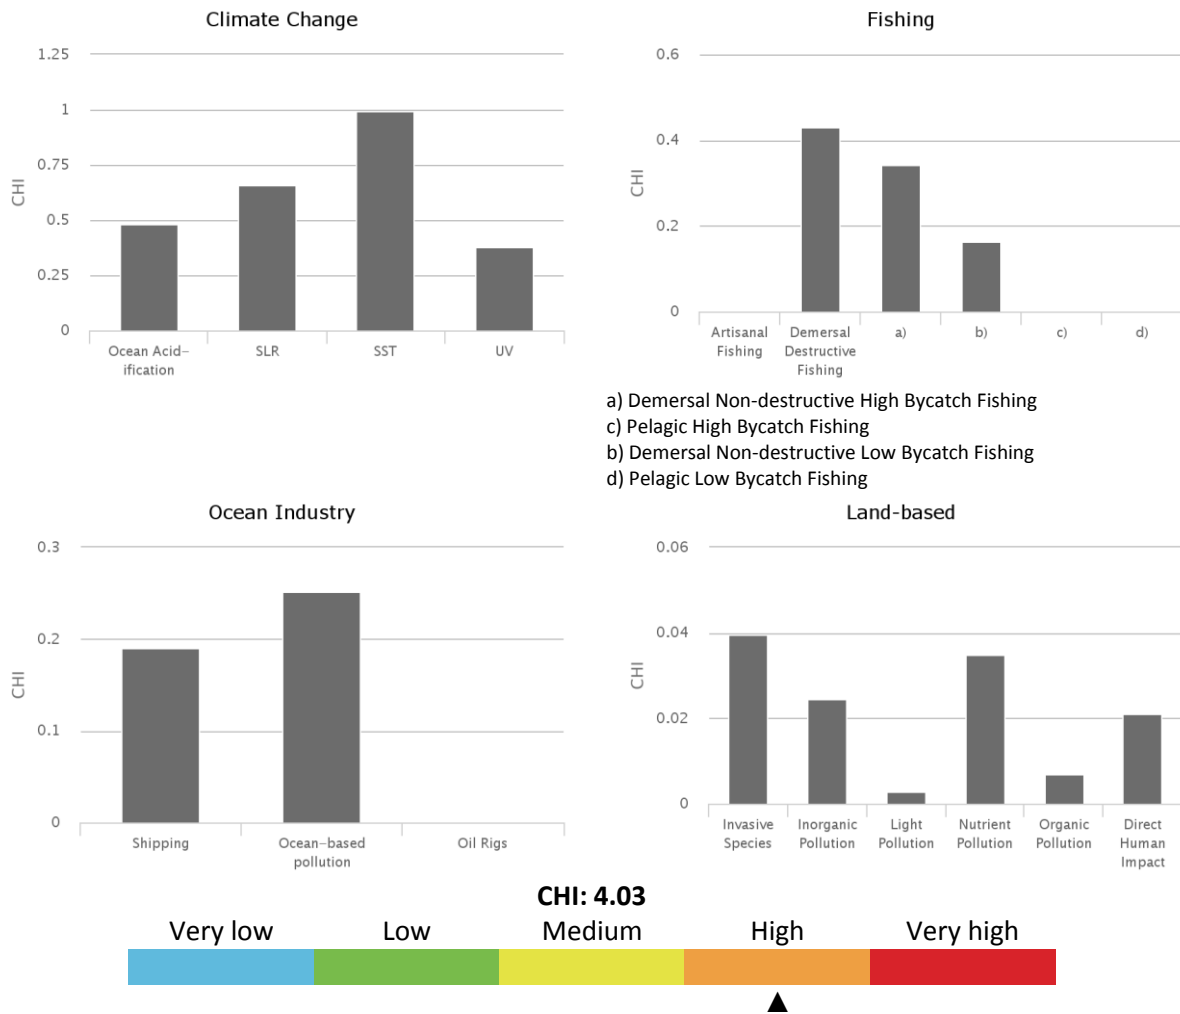 Climate Change
1.25
1
0.75
0.5
0.25
0
CHI
Ocean Acid–
ification
SLR
SST
UV
Fishing
0.6
0.4
0.2
0
CHI
Artisanal
Fishing
Demersal
Destructive
Fishing
a)
b)
c)
d)
a) Demersal Non-destructive High Bycatch Fishing
c) Pelagic High Bycatch Fishing
b) Demersal Non-destructive Low Bycatch Fishing
d) Pelagic Low Bycatch Fishing
Ocean Industry
0.3
0.2
0.1
0
CHI
Shipping
Ocean–based
pollution
Oil Rigs
Land-based
0.06
0.04
0.02
0
CHI
Invasive
Species
Inorganic
Pollution
Light
Pollution
Nutrient
Pollution
Organic
Pollution
Direct
Human
Impact
CHI: 4.03
Very low Low Medium High Very high